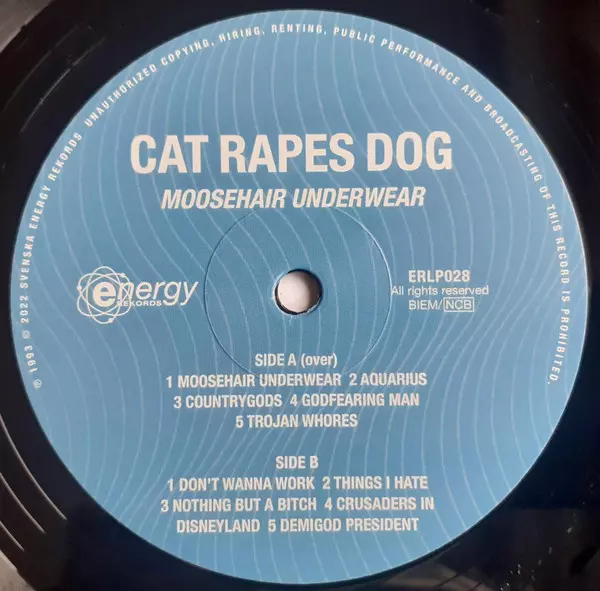 ℗ 1993 © 2022 SVENSKA ENERGY REKORDS UNAUTHORIZED COPYING, HIRING, RENTING, PUBLIC PERFORMANCE AND BROADCASTING OF THIS RECORD IS PROHIBITED.
CAT RAPES DOG
MOOSEHAIR UNDERWEAR
energy
REKORDS
ERLP028
All rights reserved
BIEM/NCB
SIDE A (over)
1 MOOSEHAIR UNDERWEAR 2 AQUARIUS
3 COUNTRYGODS 4 GODFEARING MAN
5 TROJAN WHORES
SIDE B
1 DON'T WANNA WORK 2 THINGS I HATE
3 NOTHING BUT A BITCH 4 CRUSADERS IN
DISNEYLAND 5 DEMIGOD PRESIDENT